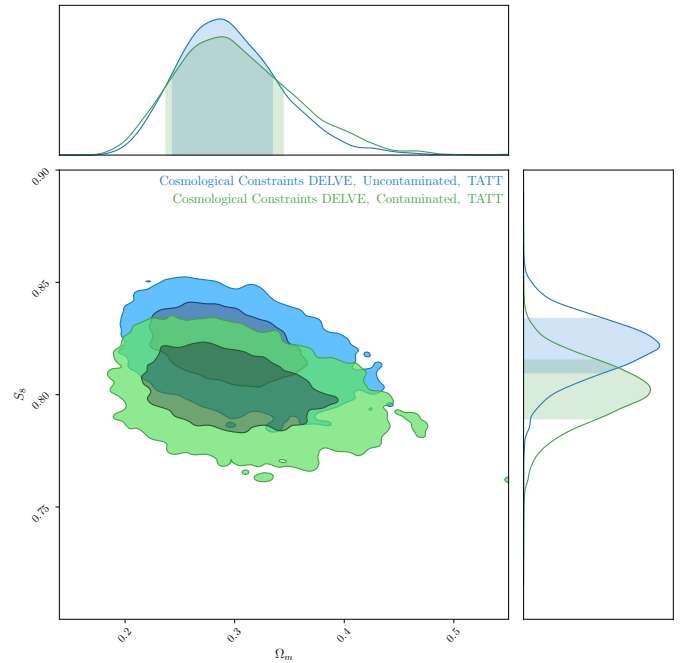 Cosmological Constraints DELVE, Uncontaminated, TATT
Cosmological Constraints DELVE, Contaminated, TATT
0.90
0.85
0.80
0.75
S₈
0.2 0.3 0.4 0.5
Ωₘ